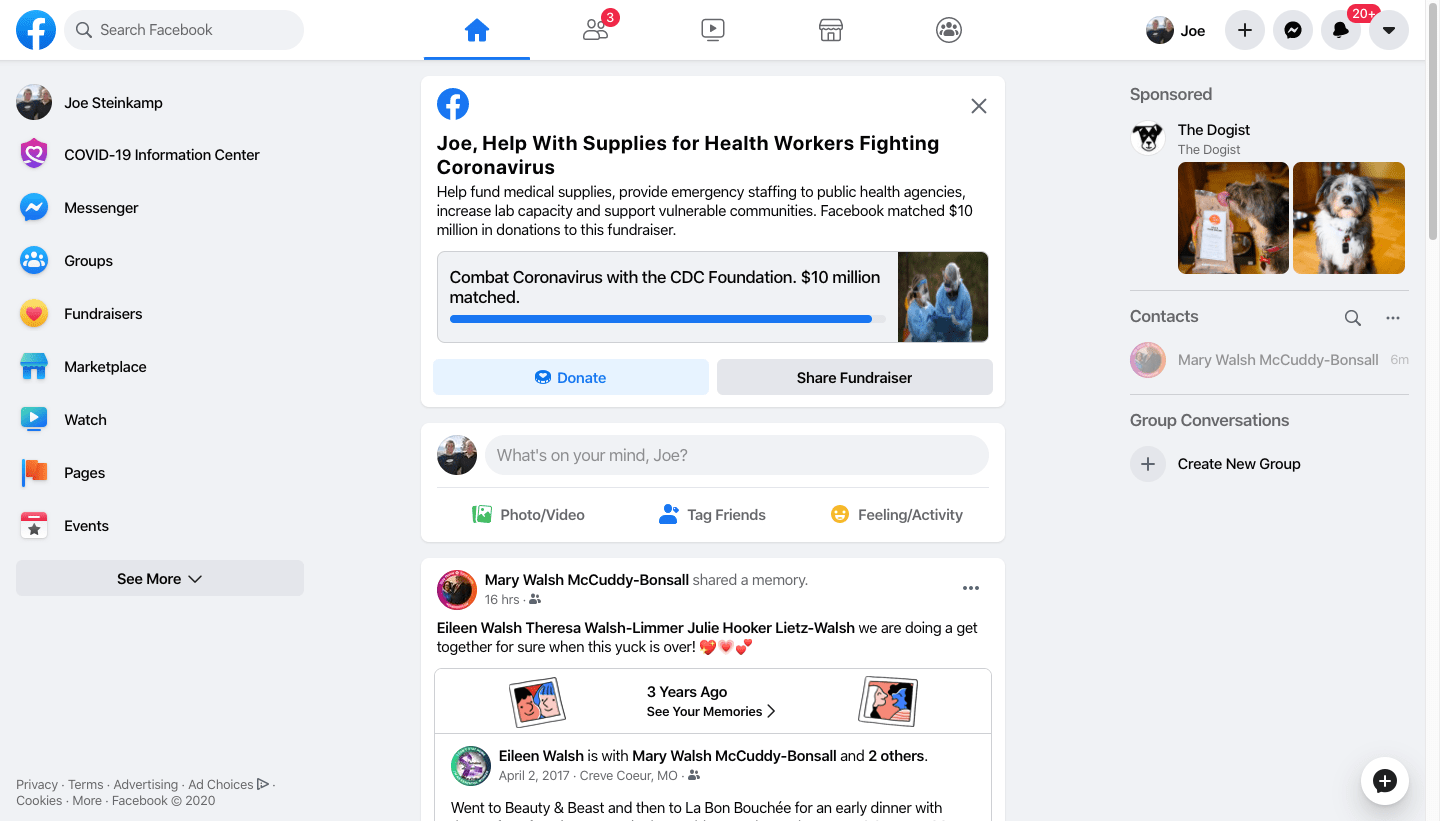 Search Facebook
3
Joe
20+
Joe Steinkamp
COVID-19 Information Center
Messenger
Groups
Fundraisers
Marketplace
Watch
Pages
Events
See More
Privacy · Terms · Advertising · Ad Choices ·
Cookies · More · Facebook © 2020
Joe, Help With Supplies for Health Workers Fighting
Coronavirus
Help fund medical supplies, provide emergency staffing to public health agencies,
increase lab capacity and support vulnerable communities. Facebook matched $10
million in donations to this fundraiser.
Combat Coronavirus with the CDC Foundation. $10 million
matched.
Donate
Share Fundraiser
What's on your mind, Joe?
Photo/Video
Tag Friends
Feeling/Activity
Mary Walsh McCuddy-Bonsall shared a memory.
16 hrs ·
Eileen Walsh Theresa Walsh-Limmer Julie Hooker Lietz-Walsh we are doing a get
together for sure when this yuck is over! 💖💗💕
3 Years Ago
See Your Memories
Eileen Walsh is with Mary Walsh McCuddy-Bonsall and 2 others.
April 2, 2017 · Creve Coeur, MO ·
Went to Beauty & Beast and then to La Bon Bouchée for an early dinner with
Sponsored
The Dogist
The Dogist
Contacts
Mary Walsh McCuddy-Bonsall 6m
Group Conversations
Create New Group